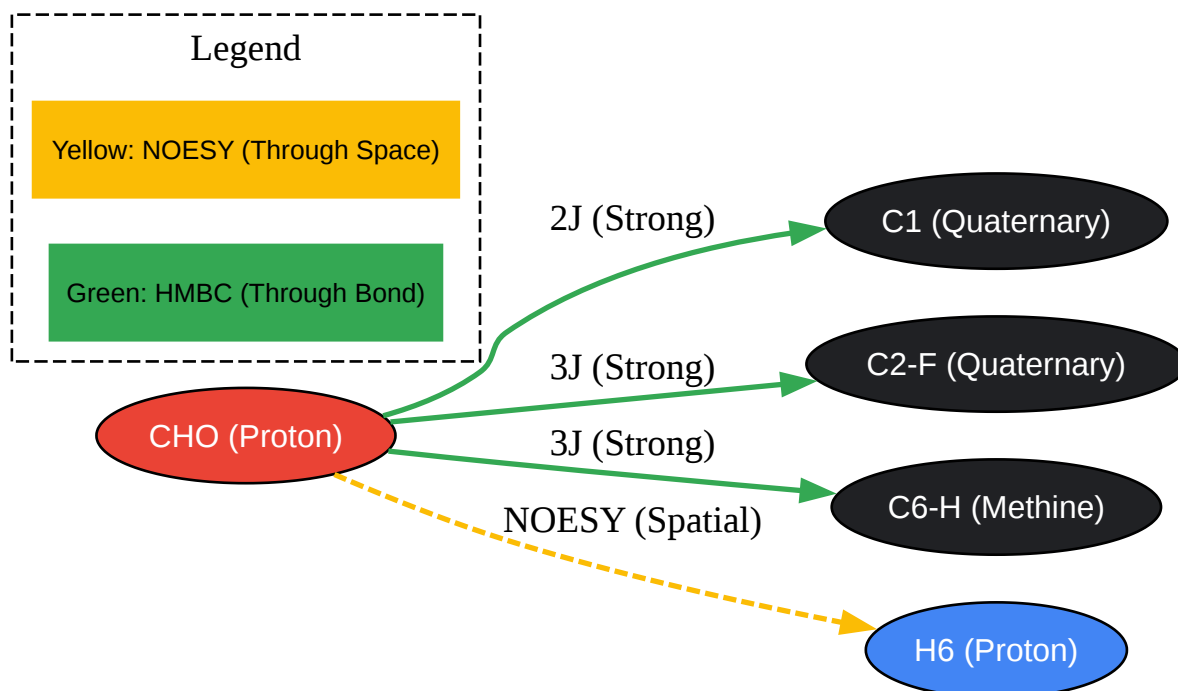 Legend
Yellow: NOESY (Through Space)
Green: HMBC (Through Bond)
2J (Strong)
C1 (Quaternary)
3J (Strong)
C2-F (Quaternary)
CHO (Proton)
3J (Strong)
C6-H (Methine)
NOESY (Spatial)
H6 (Proton)